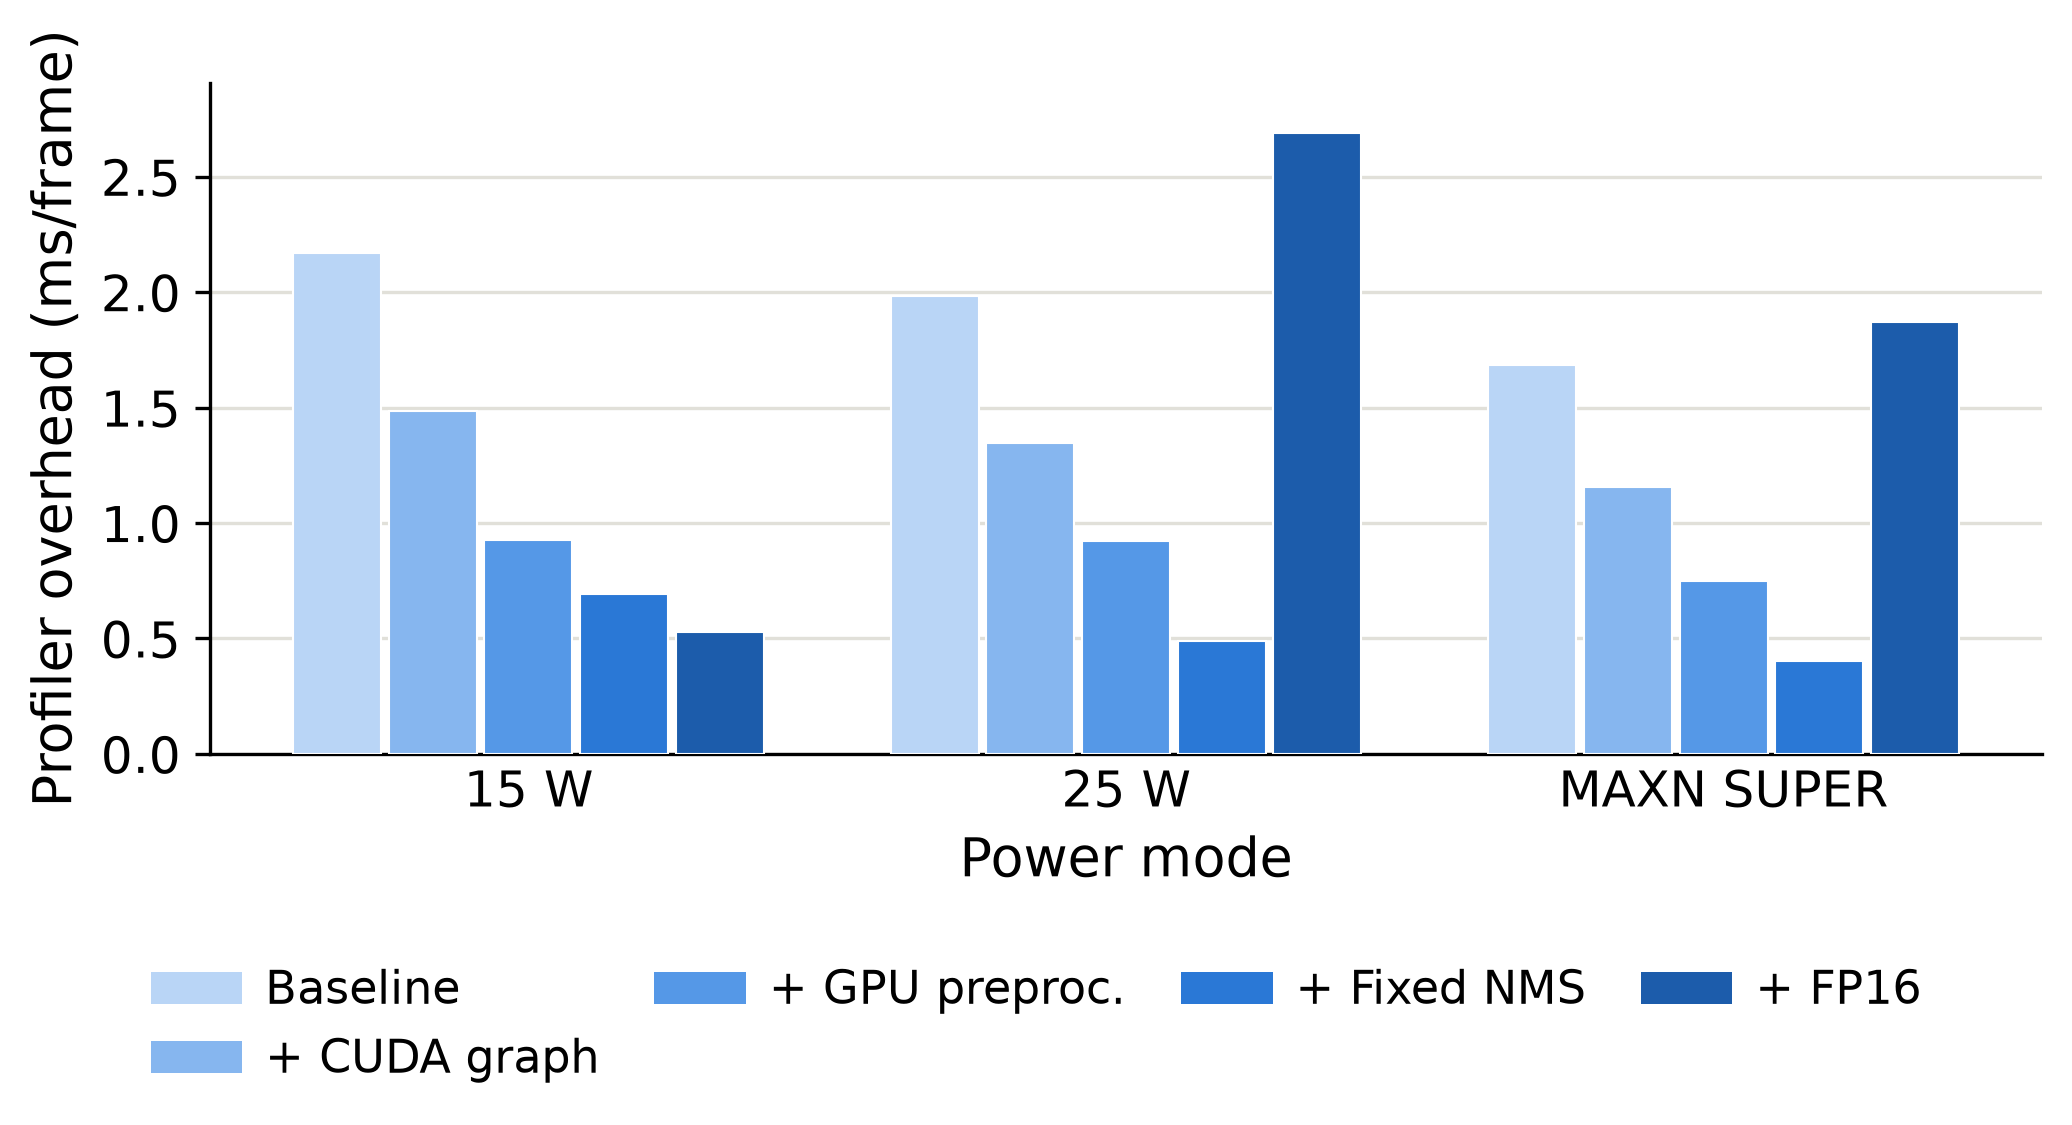 Profiler overhead (ms/frame)
2.5
2.0
1.5
1.0
0.5
0.0
15 W 25 W MAXN SUPER
Power mode
Baseline + GPU preproc. + Fixed NMS + FP16
+ CUDA graph